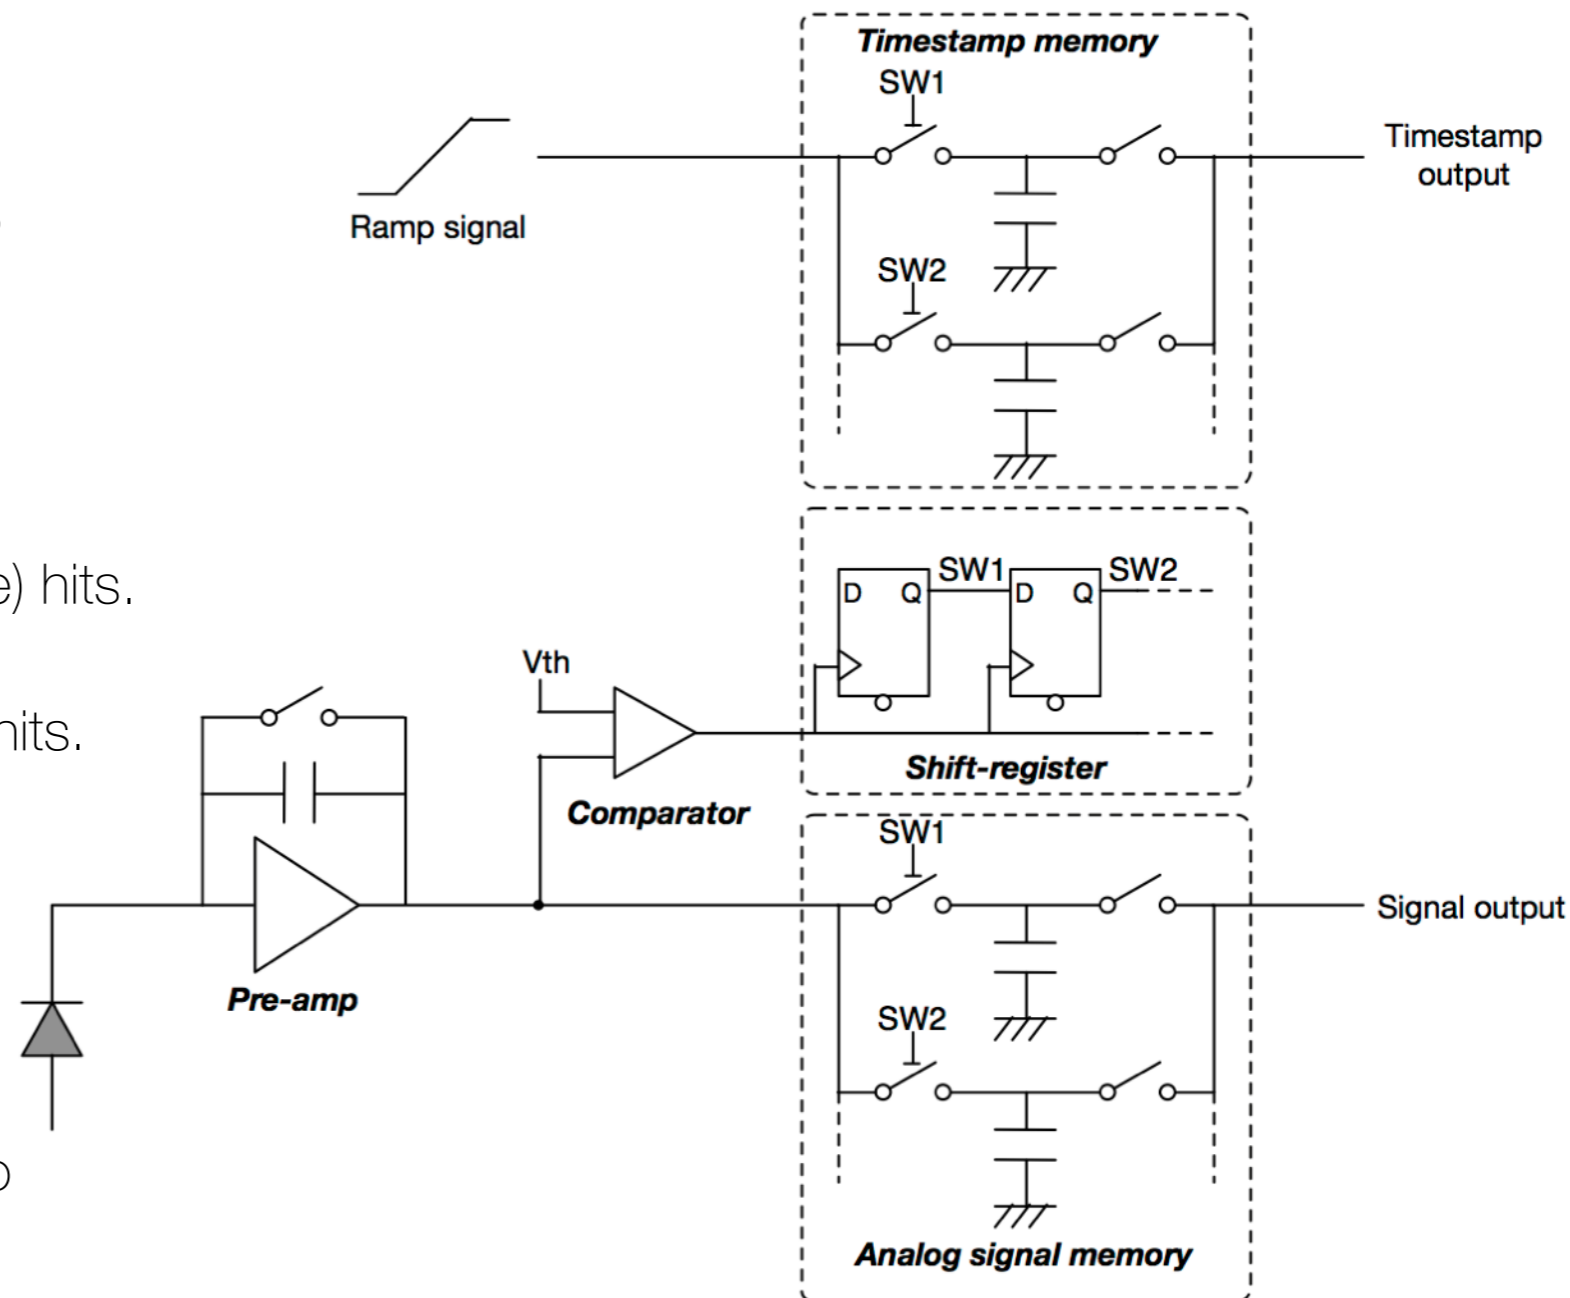 Timestamp memory
SW1
Timestamp
output
Ramp signal
SW2
hits.
D Q SW1 D Q SW2
Vth
hits.
Shift-register
Comparator
SW1
Signal output
Pre-amp
SW2
Analog signal memory